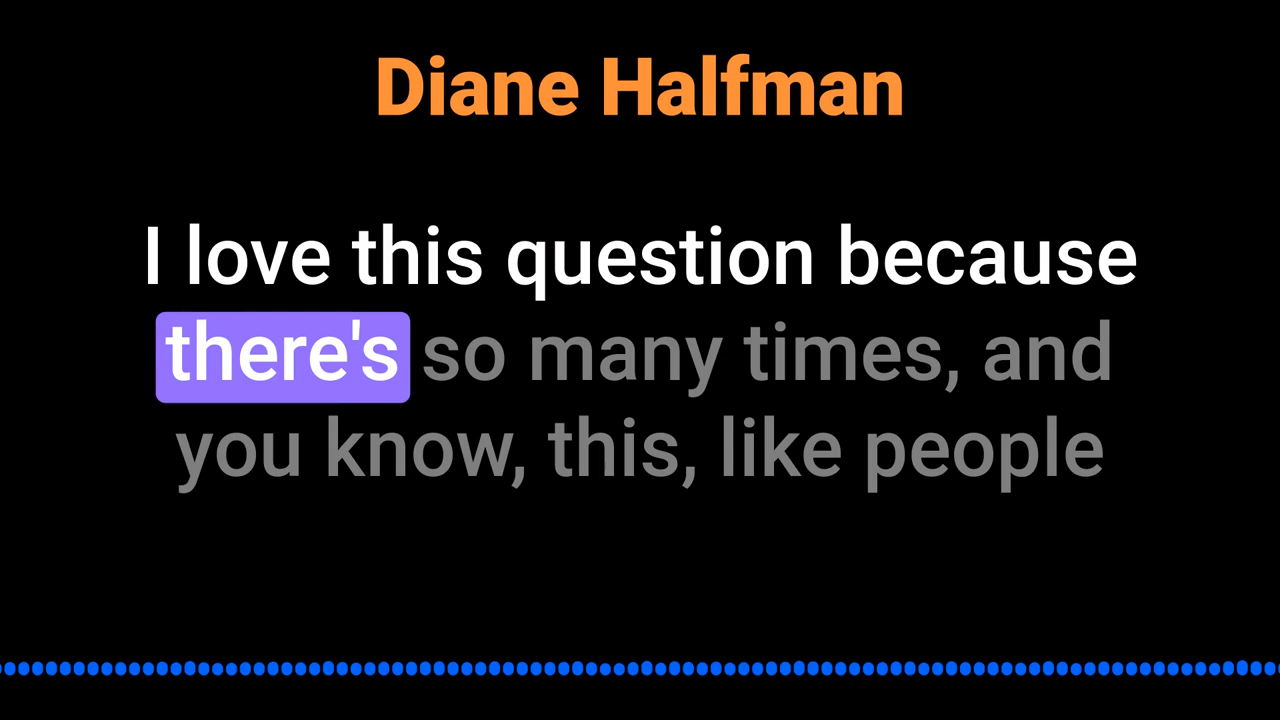 Diane Halfman
I love this question because
there's so many times, and
you know, this, like people